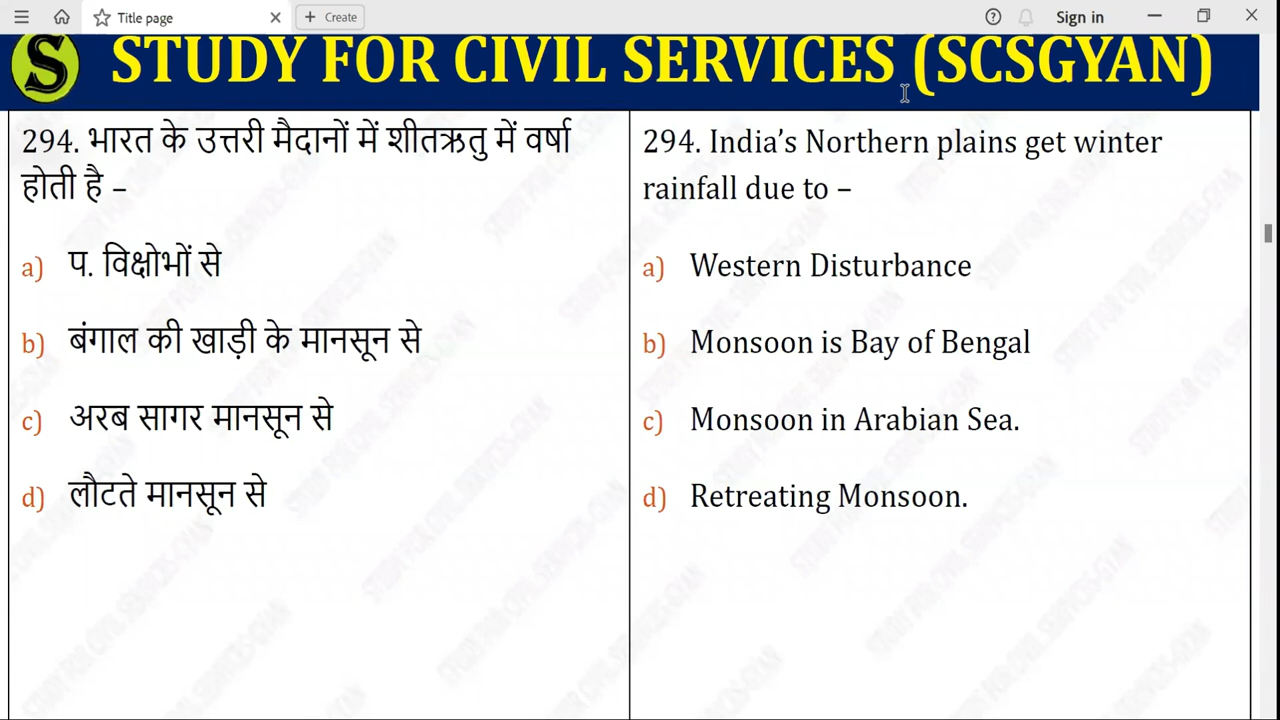 Title page
Create
Sign in
STUDY FOR CIVIL SERVICES (SCSGYAN)
294. भारत के उत्तरी मैदानों में शीतऋतु में वर्षा
होती है –
a) प. विक्षोभों से
b) बंगाल की खाड़ी के मानसून से
c) अरब सागर मानसून से
d) लौटते मानसून से
294. India’s Northern plains get winter
rainfall due to –
a) Western Disturbance
b) Monsoon is Bay of Bengal
c) Monsoon in Arabian Sea.
d) Retreating Monsoon.